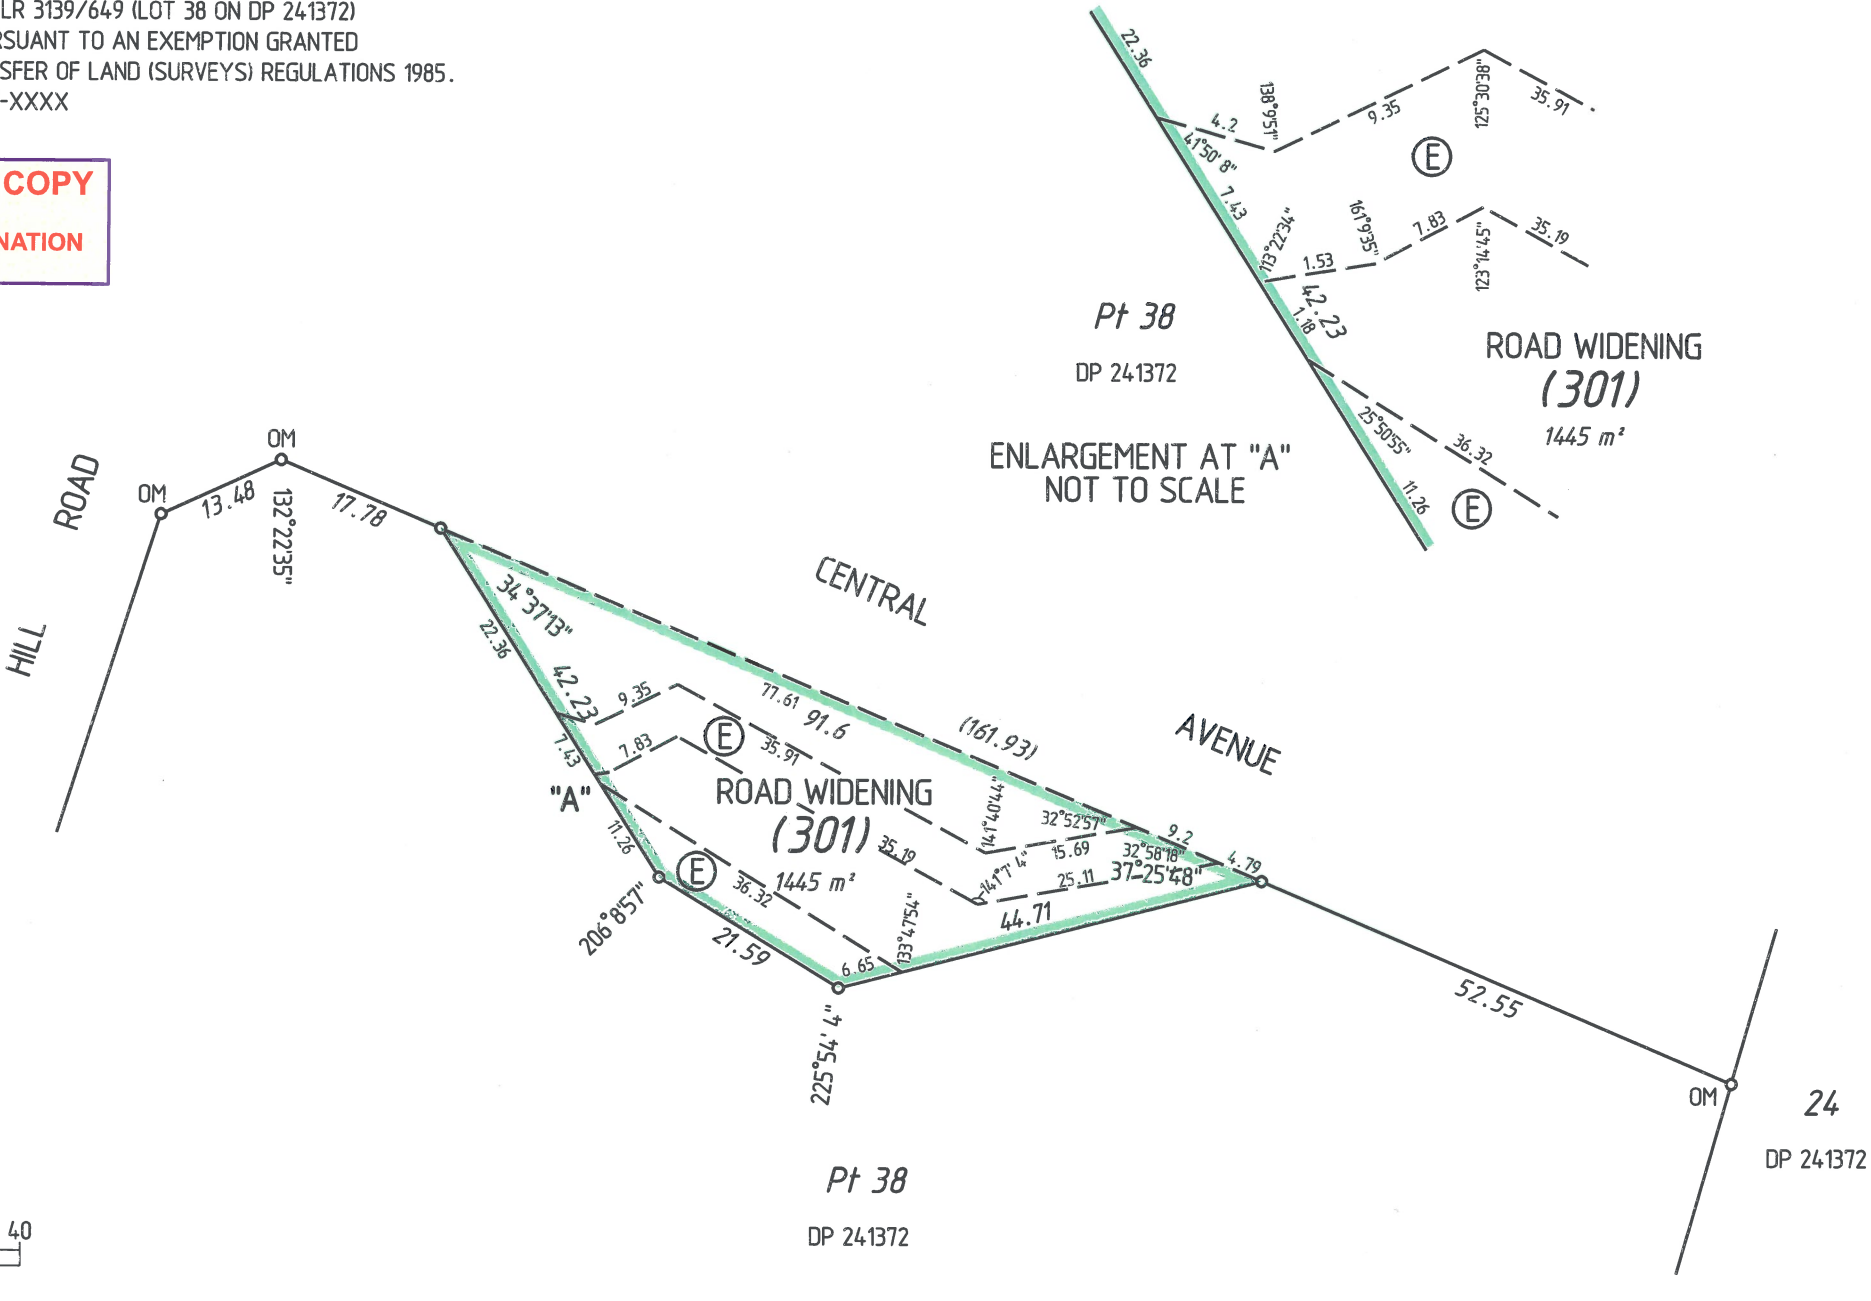 LR 3139/649 (LOT 38 ON DP 241372)
RSUANT TO AN EXEMPTION GRANTED
SFER OF LAND (SURVEYS) REGULATIONS 1985.
-XXXX
COPY
NATION
22.36
4.2
138°9'51"
9.35
125°30'38"
35.91
E
41°50' 8"
7.43
113°22'34"
161°9'35"
7.83
123°14'45"
35.19
1.53
42.23
1.18
Pt 38
DP 241372
ROAD WIDENING
(301)
1445 m²
25°50'55"
36.32
11.26
E
ENLARGEMENT AT "A"
NOT TO SCALE
ROAD
HILL
OM
OM
13.48
132°22'35"
17.78
CENTRAL
AVENUE
34°37'13"
22.36
42.23
9.35
7.43
7.83
"A"
E
77.61
91.6
(161.93)
35.91
ROAD WIDENING
(301)
1445 m²
35.19
141°40'44"
32°52'57"
9.2
15.69
32°58'18"
4.79
141°7' 4"
25.11
37°25'48"
11.26
E
36.32
44.71
133°47'54"
206°8'57"
21.59
6.65
225°54' 4"
52.55
OM
24
DP 241372
Pt 38
DP 241372
40